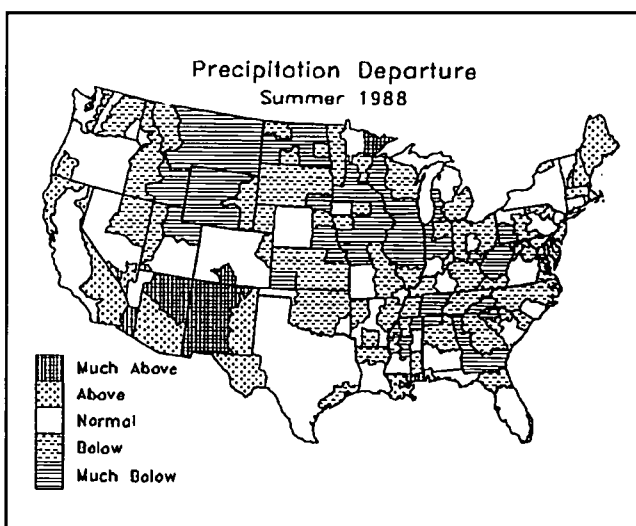 Precipitation Departure
Summer 1988
Much Above
Above
Normal
Below
Much Below